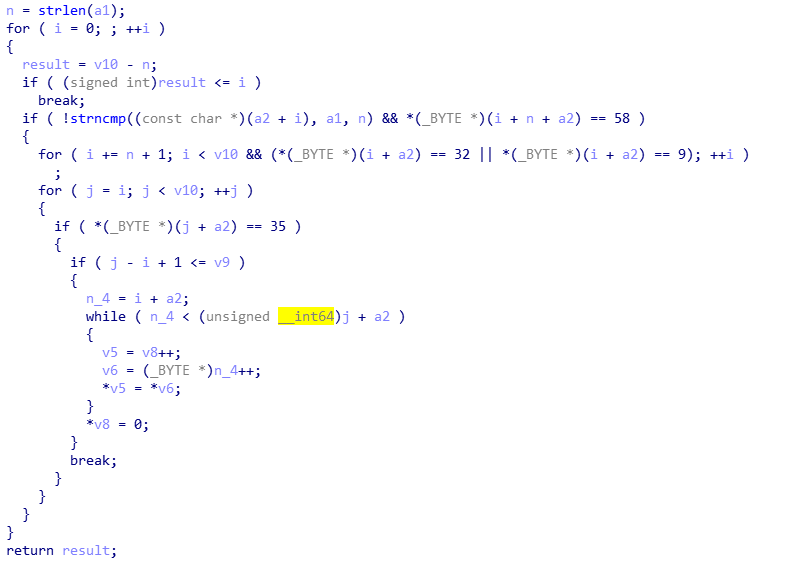 n = strlen(a1);
for ( i = 0; ; ++i )
{
  result = v10 - n;
  if ( (signed int)result <= i )
    break;
  if ( !strncmp((const char *)(a2 + i), a1, n) && *(_BYTE *)(i + n + a2) == 58 )
  {
    for ( i += n + 1; i < v10 && (*(_BYTE *)(i + a2) == 32 || *(_BYTE *)(i + a2) == 9); ++i )
      ;
    for ( j = i; j < v10; ++j )
    {
      if ( *(_BYTE *)(j + a2) == 35 )
      {
        if ( j - i + 1 <= v9 )
        {
          n_4 = i + a2;
          while ( n_4 < (unsigned __int64)j + a2 )
          {
            v5 = v8++;
            v6 = (_BYTE *)n_4++;
            *v5 = *v6;
          }
          *v8 = 0;
        }
        break;
      }
    }
  }
}
return result;